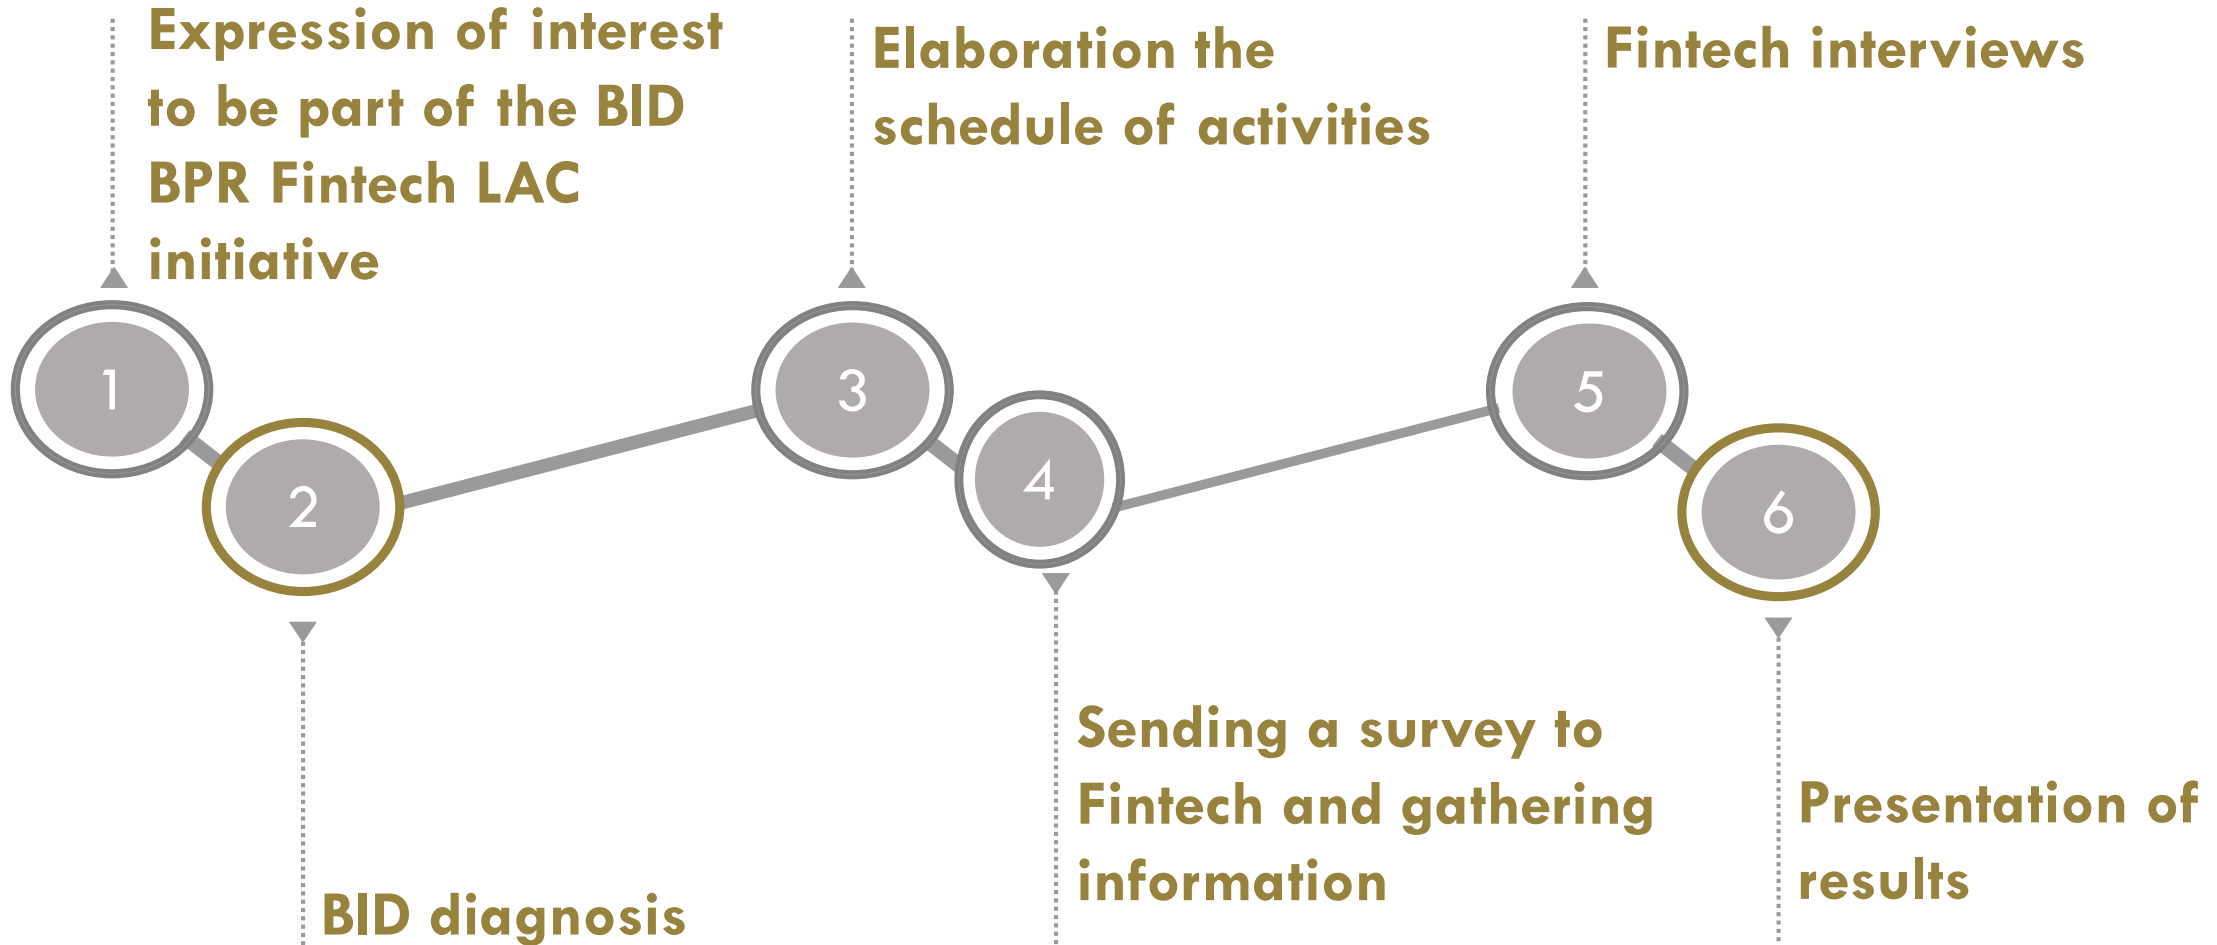 Expression of interest
to be part of the BID
BPR Fintech LAC
initiative
Elaboration the
schedule of activities
Fintech interviews
1
2
3
4
5
6
BID diagnosis
Sending a survey to
Fintech and gathering
information
Presentation of
results